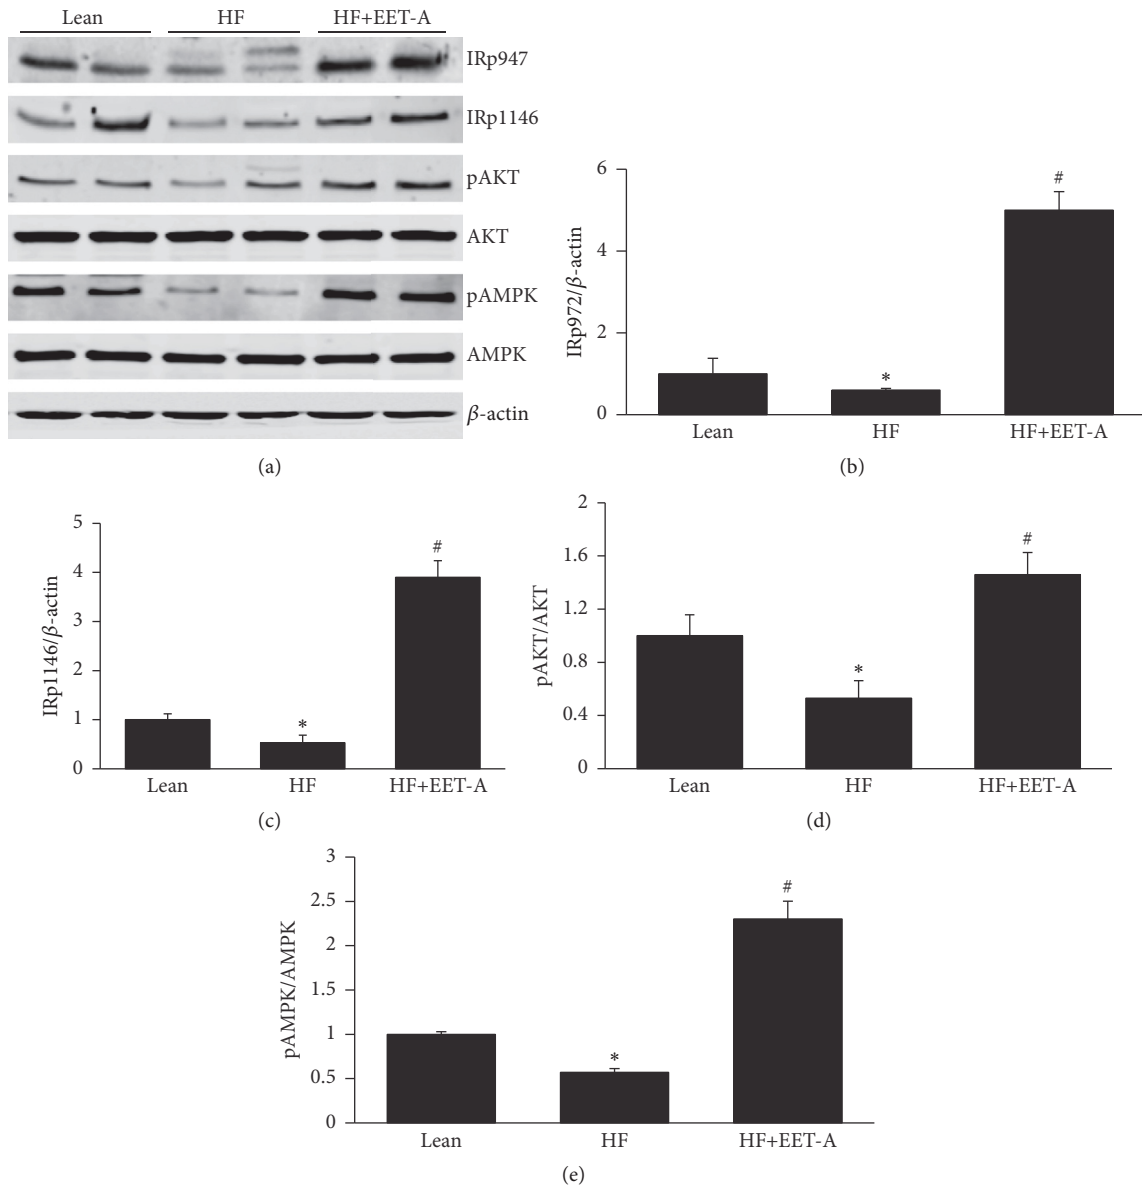 Lean HF HF+EET-A
IRp947
IRp1146
pAKT
AKT
pAMPK
AMPK
β-actin
(a)
6
4
2
0
IRp972/β-actin
*
#
Lean HF HF+EET-A
(b)
5
4
3
2
1
0
IRp1146/β-actin
*
#
Lean HF HF+EET-A
(c)
2
1.6
1.2
0.8
0.4
0
pAKT/AKT
*
#
Lean HF HF+EET-A
(d)
3
2.5
2
1.5
1
0.5
0
pAMPK/AMPK
*
#
Lean HF HF+EET-A
(e)